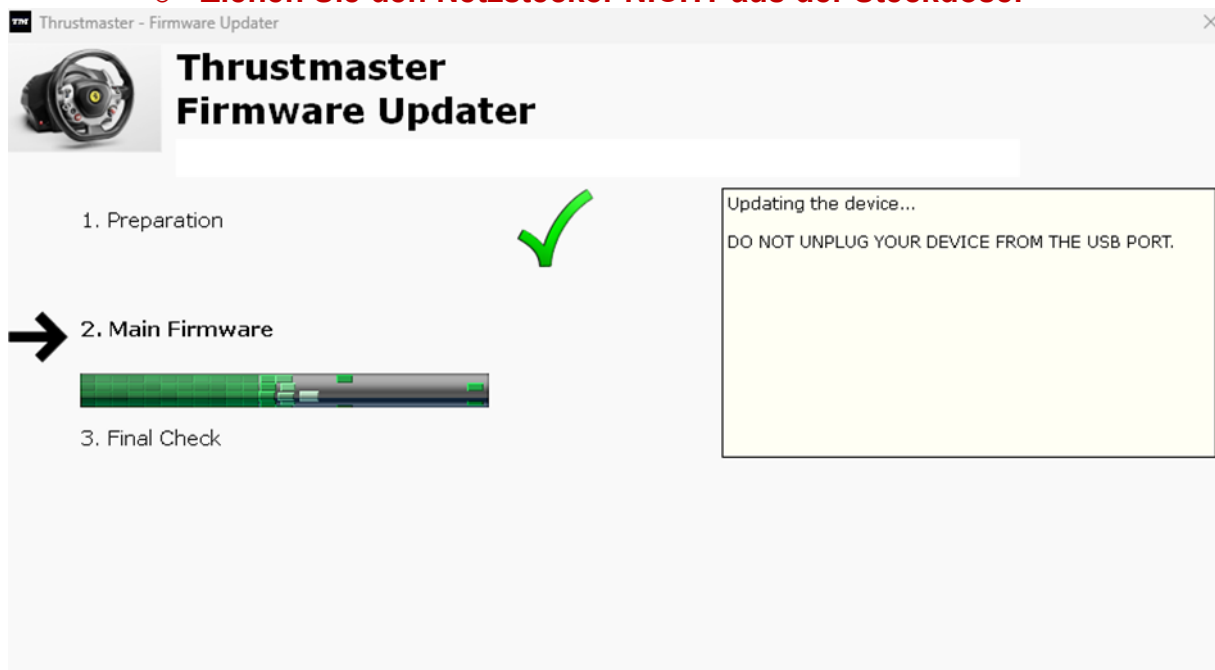 Ziehen Sie den Netzstecker NICHT aus der Steckdose!
Thrustmaster - Firmware Updater
Thrustmaster
Firmware Updater
1. Preparation
Updating the device...
DO NOT UNPLUG YOUR DEVICE FROM THE USB PORT.
2. Main Firmware
3. Final Check